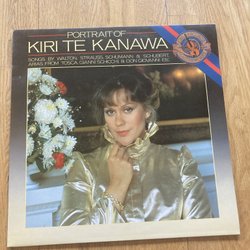 PORTRAIT OF
KIRI TE KANAWA
SONGS BY WALTON, STRAUSS, SCHUMANN & SCHUBERT.
ARIAS FROM TOSCA, GIANNI SCHICCHI & DON GIOVANNI · ETC.